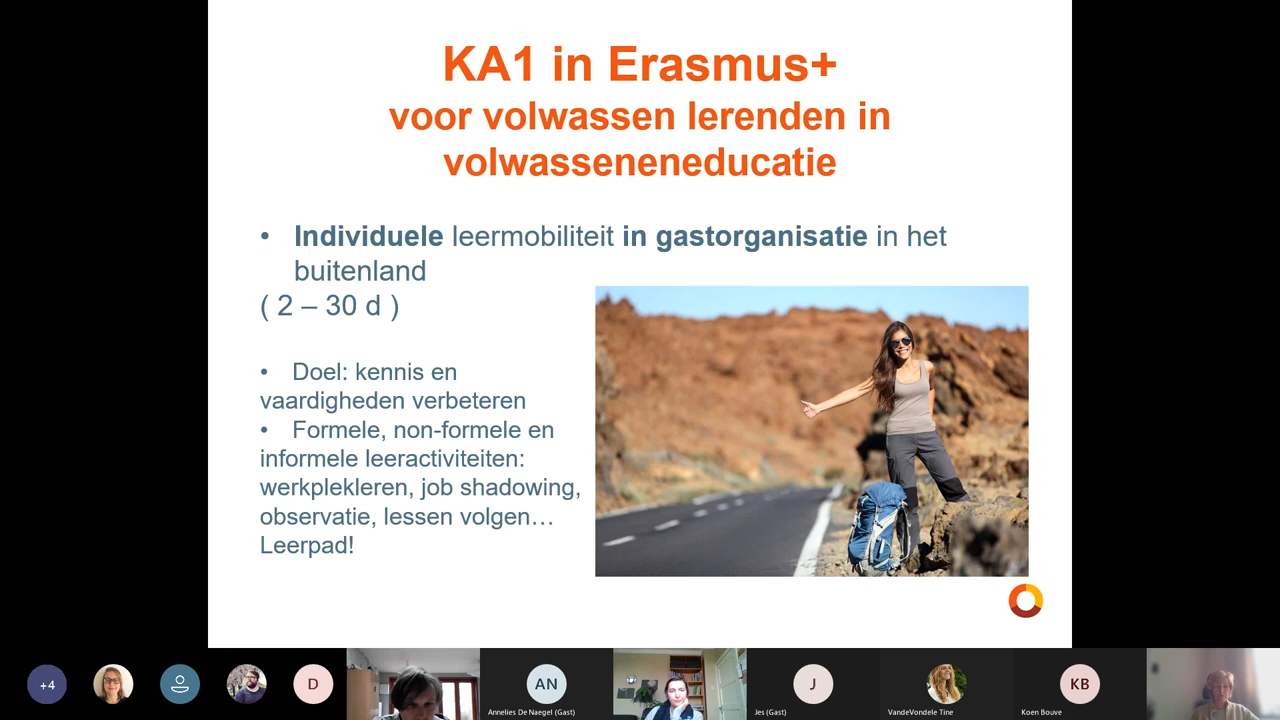 KA1 in Erasmus+
voor volwassen lerenden in
volwasseneneducatie
• Individuele leermobiliteit in gastorganisatie in het
buitenland
( 2 – 30 d )
• Doel: kennis en
vaardigheden verbeteren
• Formele, non-formele en
informele leeractiviteiten:
werkplekleren, job shadowing,
observatie, lessen volgen…
Leerpad!
+4
D
AN
Annelies De Naegel (Gast)
J
Jes (Gast)
VandeVondele Tine
KB
Koen Bouve